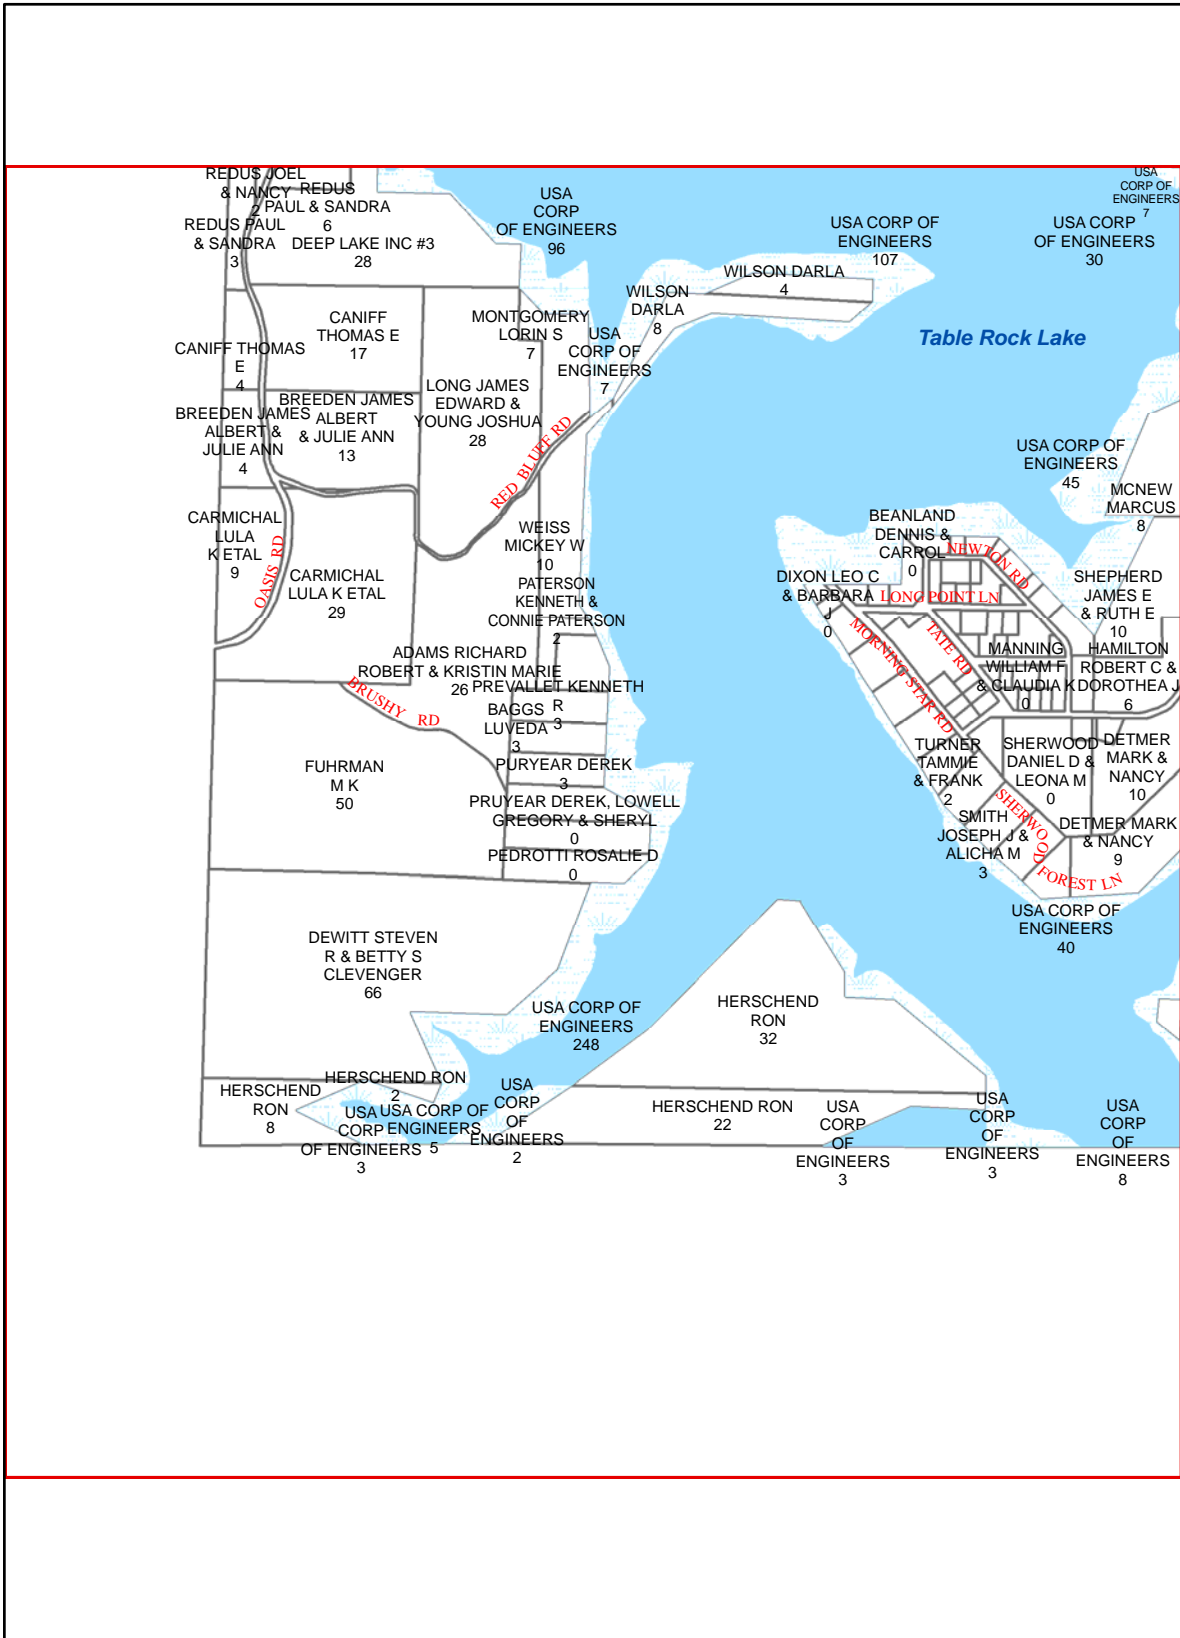 REDUS JOEL
& NANCY
2
REDUS
PAUL & SANDRA
6
REDUS PAUL
& SANDRA
3
DEEP LAKE INC #3
28
USA
CORP
OF ENGINEERS
96
USA CORP OF
ENGINEERS
107
USA
CORP OF
ENGINEERS
7
USA CORP
OF ENGINEERS
30
WILSON DARLA
4
WILSON
DARLA
8
CANIFF
THOMAS E
17
MONTGOMERY
LORIN S
7
USA
CORP OF
ENGINEERS
7
Table Rock Lake
CANIFF THOMAS
E
4
LONG JAMES
EDWARD &
YOUNG JOSHUA
28
BREEDEN JAMES
ALBERT &
JULIE ANN
4
BREEDEN JAMES
ALBERT
& JULIE ANN
13
RED BLUFF RD
USA CORP OF
ENGINEERS
45
MCNEW
MARCUS
8
CARMICHAL
LULA
K ETAL
9
OASIS RD
CARMICHAL
LULA K ETAL
29
WEISS
MICKEY W
10
PATERSON
KENNETH &
CONNIE PATERSON
2
BEANLAND
DENNIS &
CARROL
0
NEWTON RD
DIXON LEO C
& BARBARA
J
0
LONG POINT LN
SHEPHERD
JAMES E
& RUTH E
10
MORNING STAR RD
TATE RD
MANNING
WILLIAM F
& CLAUDIA K
0
HAMILTON
ROBERT C &
DOROTHEA J
6
ADAMS RICHARD
ROBERT & KRISTIN MARIE
26
BRUSHY RD
PREVALLET KENNETH
R
3
BAGGS
LUVEDA
3
PURYEAR DEREK
3
FUHRMAN
M K
50
PRUYEAR DEREK, LOWELL
GREGORY & SHERYL
0
PEDROTTI ROSALIE D
0
TURNER
TAMMIE
& FRANK
2
SHERWOOD
DANIEL D &
LEONA M
0
DETMER
MARK &
NANCY
10
SMITH
JOSEPH J &
ALICHA M
3
SHERWOOD FOREST LN
DETMER MARK
& NANCY
9
USA CORP OF
ENGINEERS
40
DEWITT STEVEN
R & BETTY S
CLEVENGER
66
USA CORP OF
ENGINEERS
248
HERSCHEND
RON
32
HERSCHEND RON
2
HERSCHEND
RON
8
USA
CORP
OF ENGINEERS
3
USA CORP OF
ENGINEERS
5
USA
CORP
OF
ENGINEERS
2
HERSCHEND RON
22
USA
CORP
OF
ENGINEERS
3
USA
CORP
OF
ENGINEERS
3
USA
CORP
OF
ENGINEERS
8